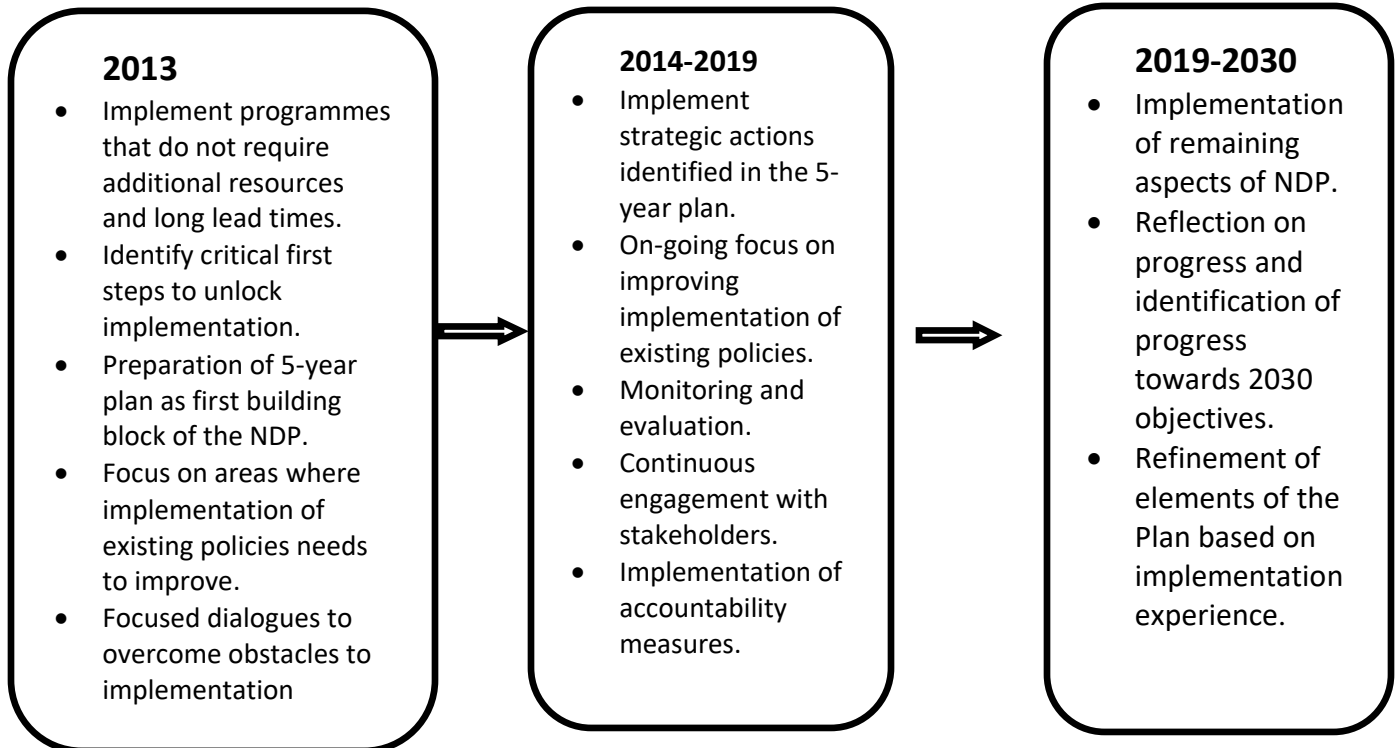 2013
• Implement programmes
that do not require
additional resources
and long lead times.
• Identify critical first
steps to unlock
implementation.
• Preparation of 5-year
plan as first building
block of the NDP.
• Focus on areas where
implementation of
existing policies needs
to improve.
• Focused dialogues to
overcome obstacles to
implementation
2014-2019
• Implement
strategic actions
identified in the 5-
year plan.
• On-going focus on
improving
implementation of
existing policies.
• Monitoring and
evaluation.
• Continuous
engagement with
stakeholders.
• Implementation of
accountability
measures.
2019-2030
• Implementation
of remaining
aspects of NDP.
• Reflection on
progress and
identification of
progress
towards 2030
objectives.
• Refinement of
elements of the
Plan based on
implementation
experience.